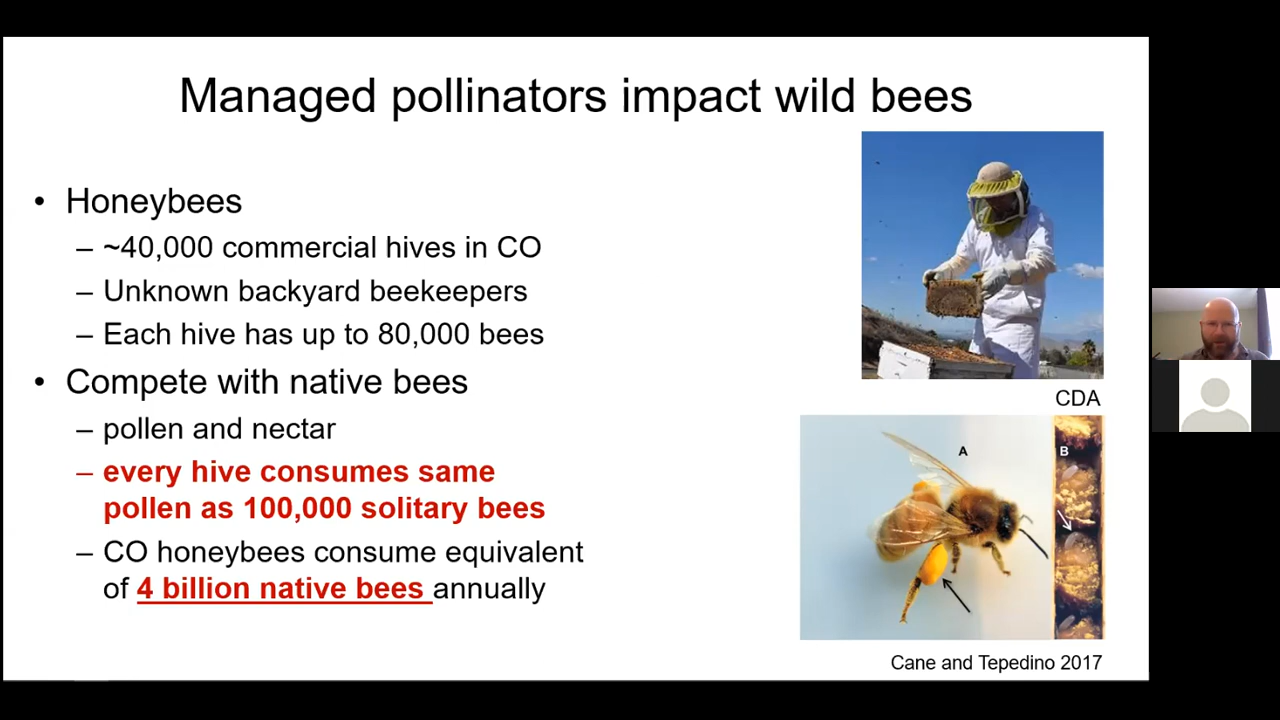 Managed pollinators impact wild bees
• Honeybees
– ~40,000 commercial hives in CO
– Unknown backyard beekeepers
– Each hive has up to 80,000 bees
• Compete with native bees
– pollen and nectar
– every hive consumes same
pollen as 100,000 solitary bees
– CO honeybees consume equivalent
of 4 billion native bees annually
CDA
A
B
Cane and Tepedino 2017